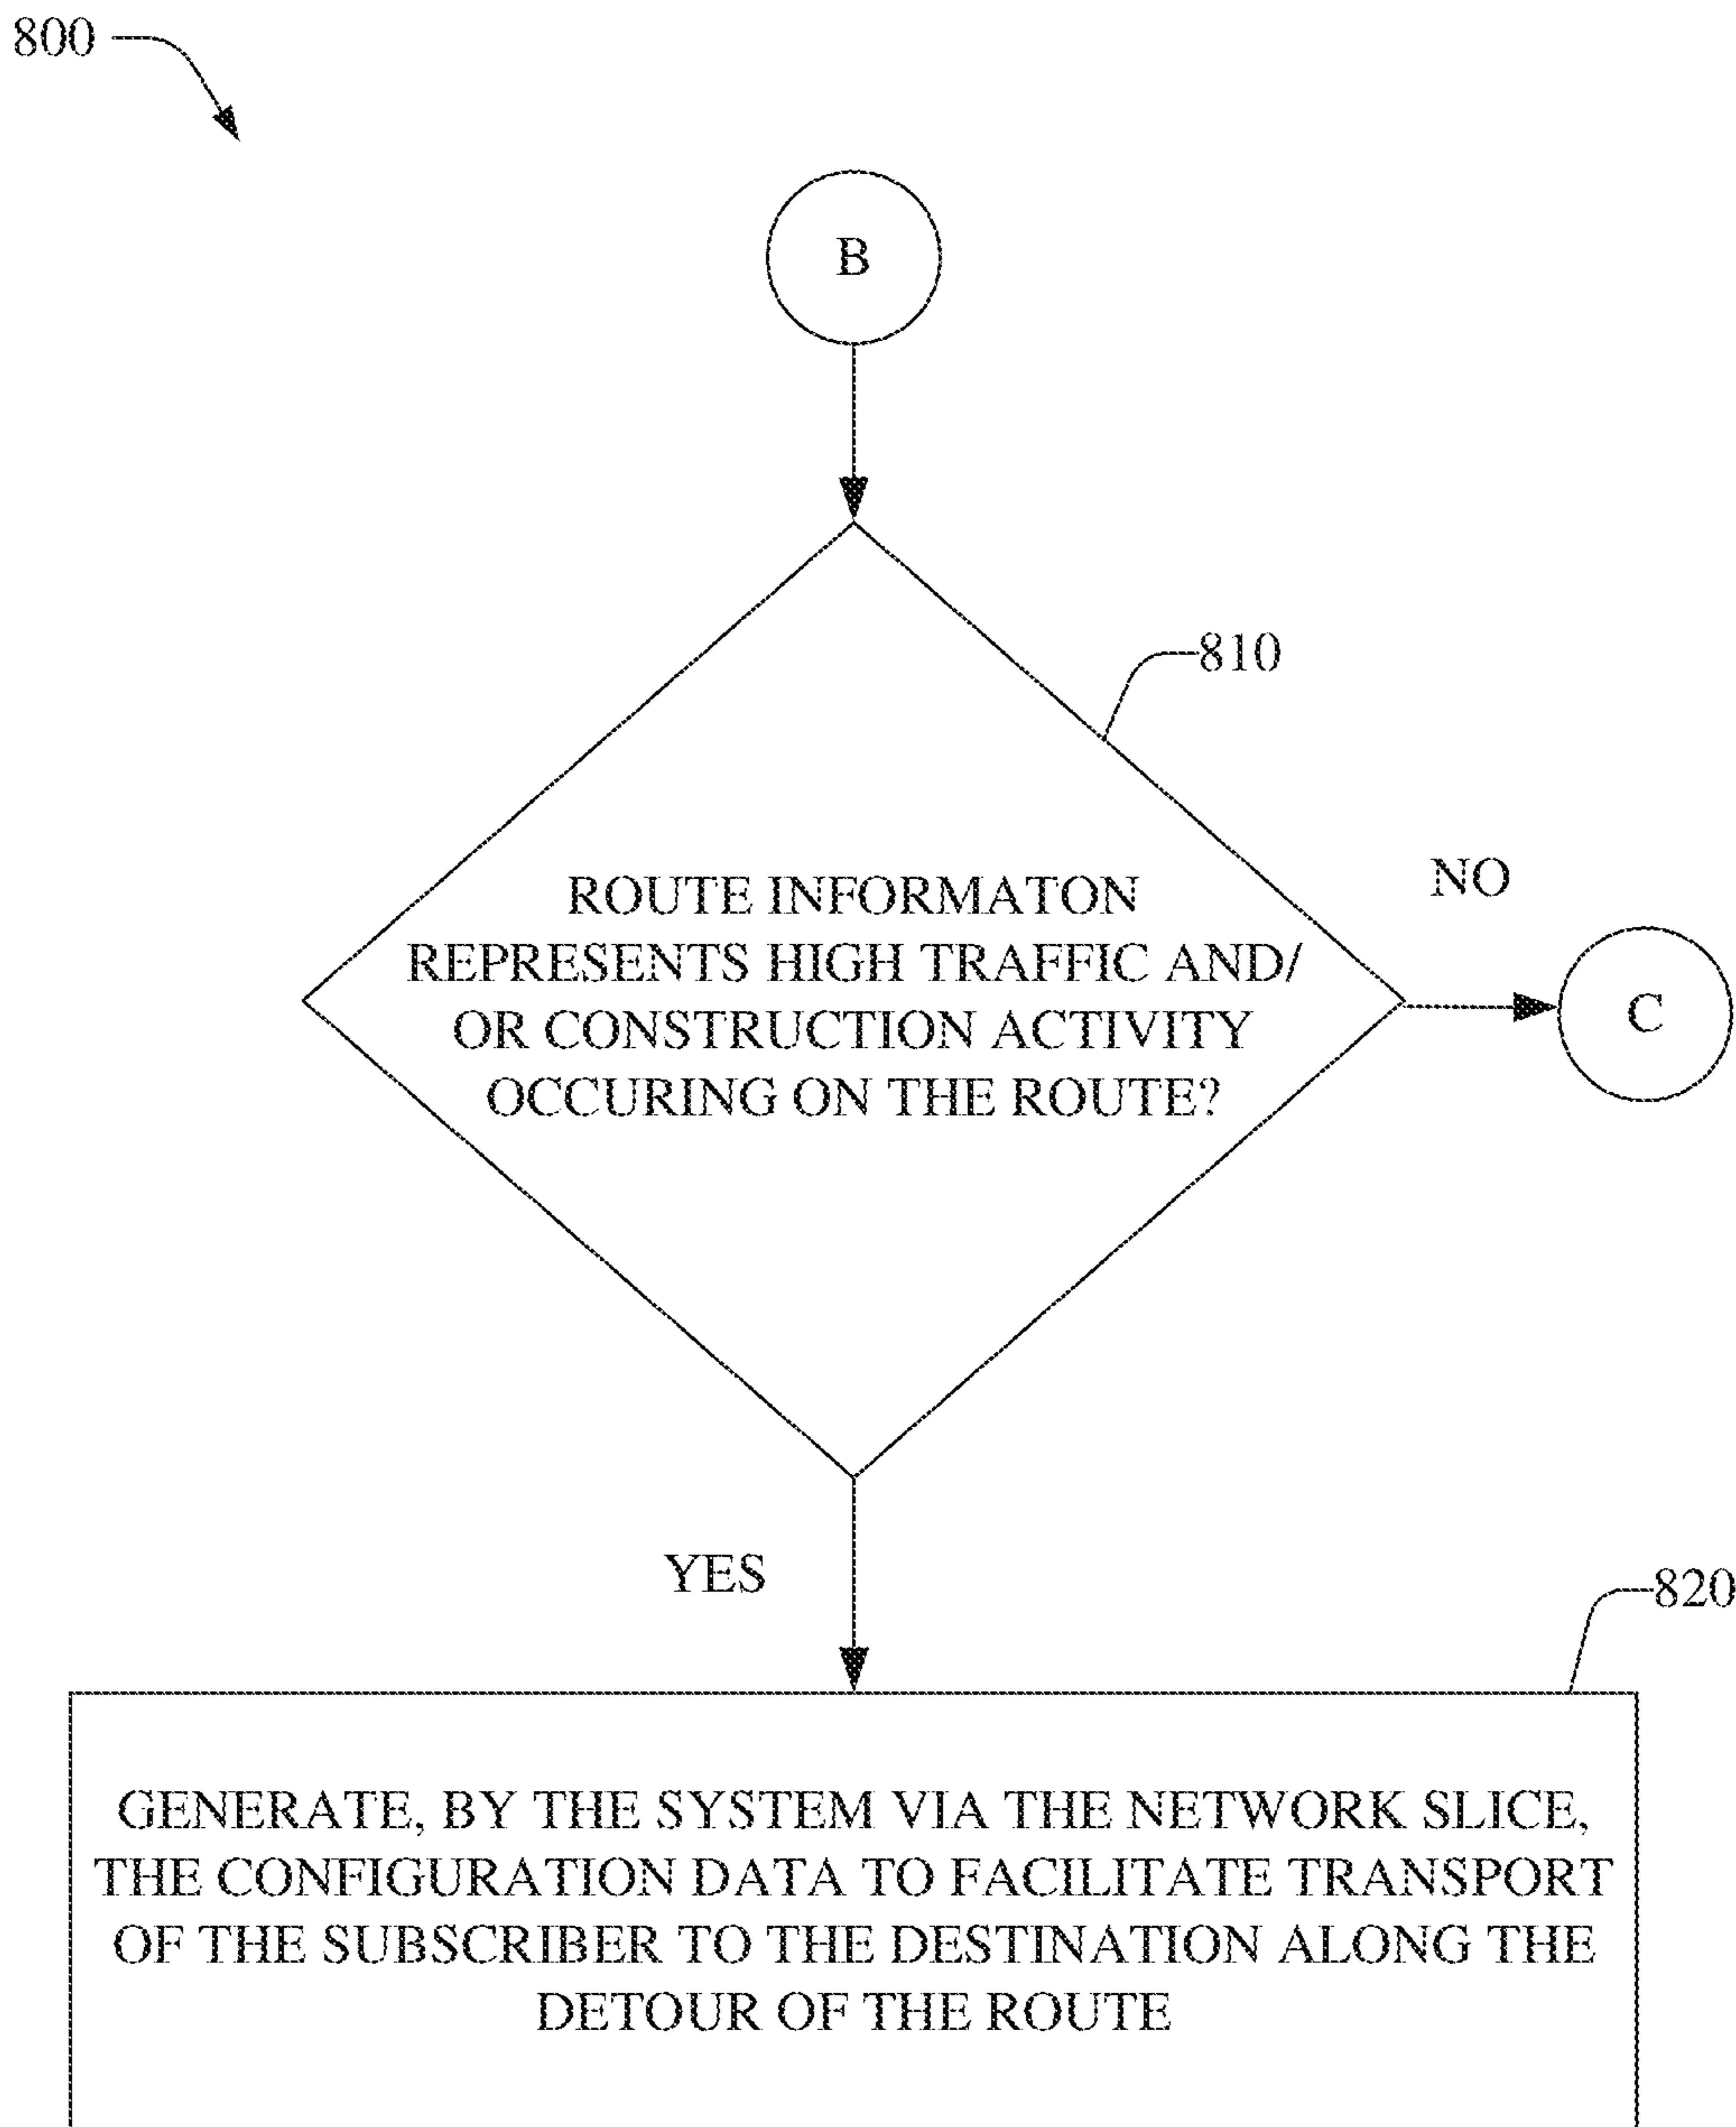 800
B
810
ROUTE INFORMATON
REPRESENTS HIGH TRAFFIC AND/
OR CONSTRUCTION ACTIVITY
OCCURING ON THE ROUTE?
NO
C
YES
820
GENERATE, BY THE SYSTEM VIA THE NETWORK SLICE,
THE CONFIGURATION DATA TO FACILITATE TRANSPORT
OF THE SUBSCRIBER TO THE DESTINATION ALONG THE
DETOUR OF THE ROUTE